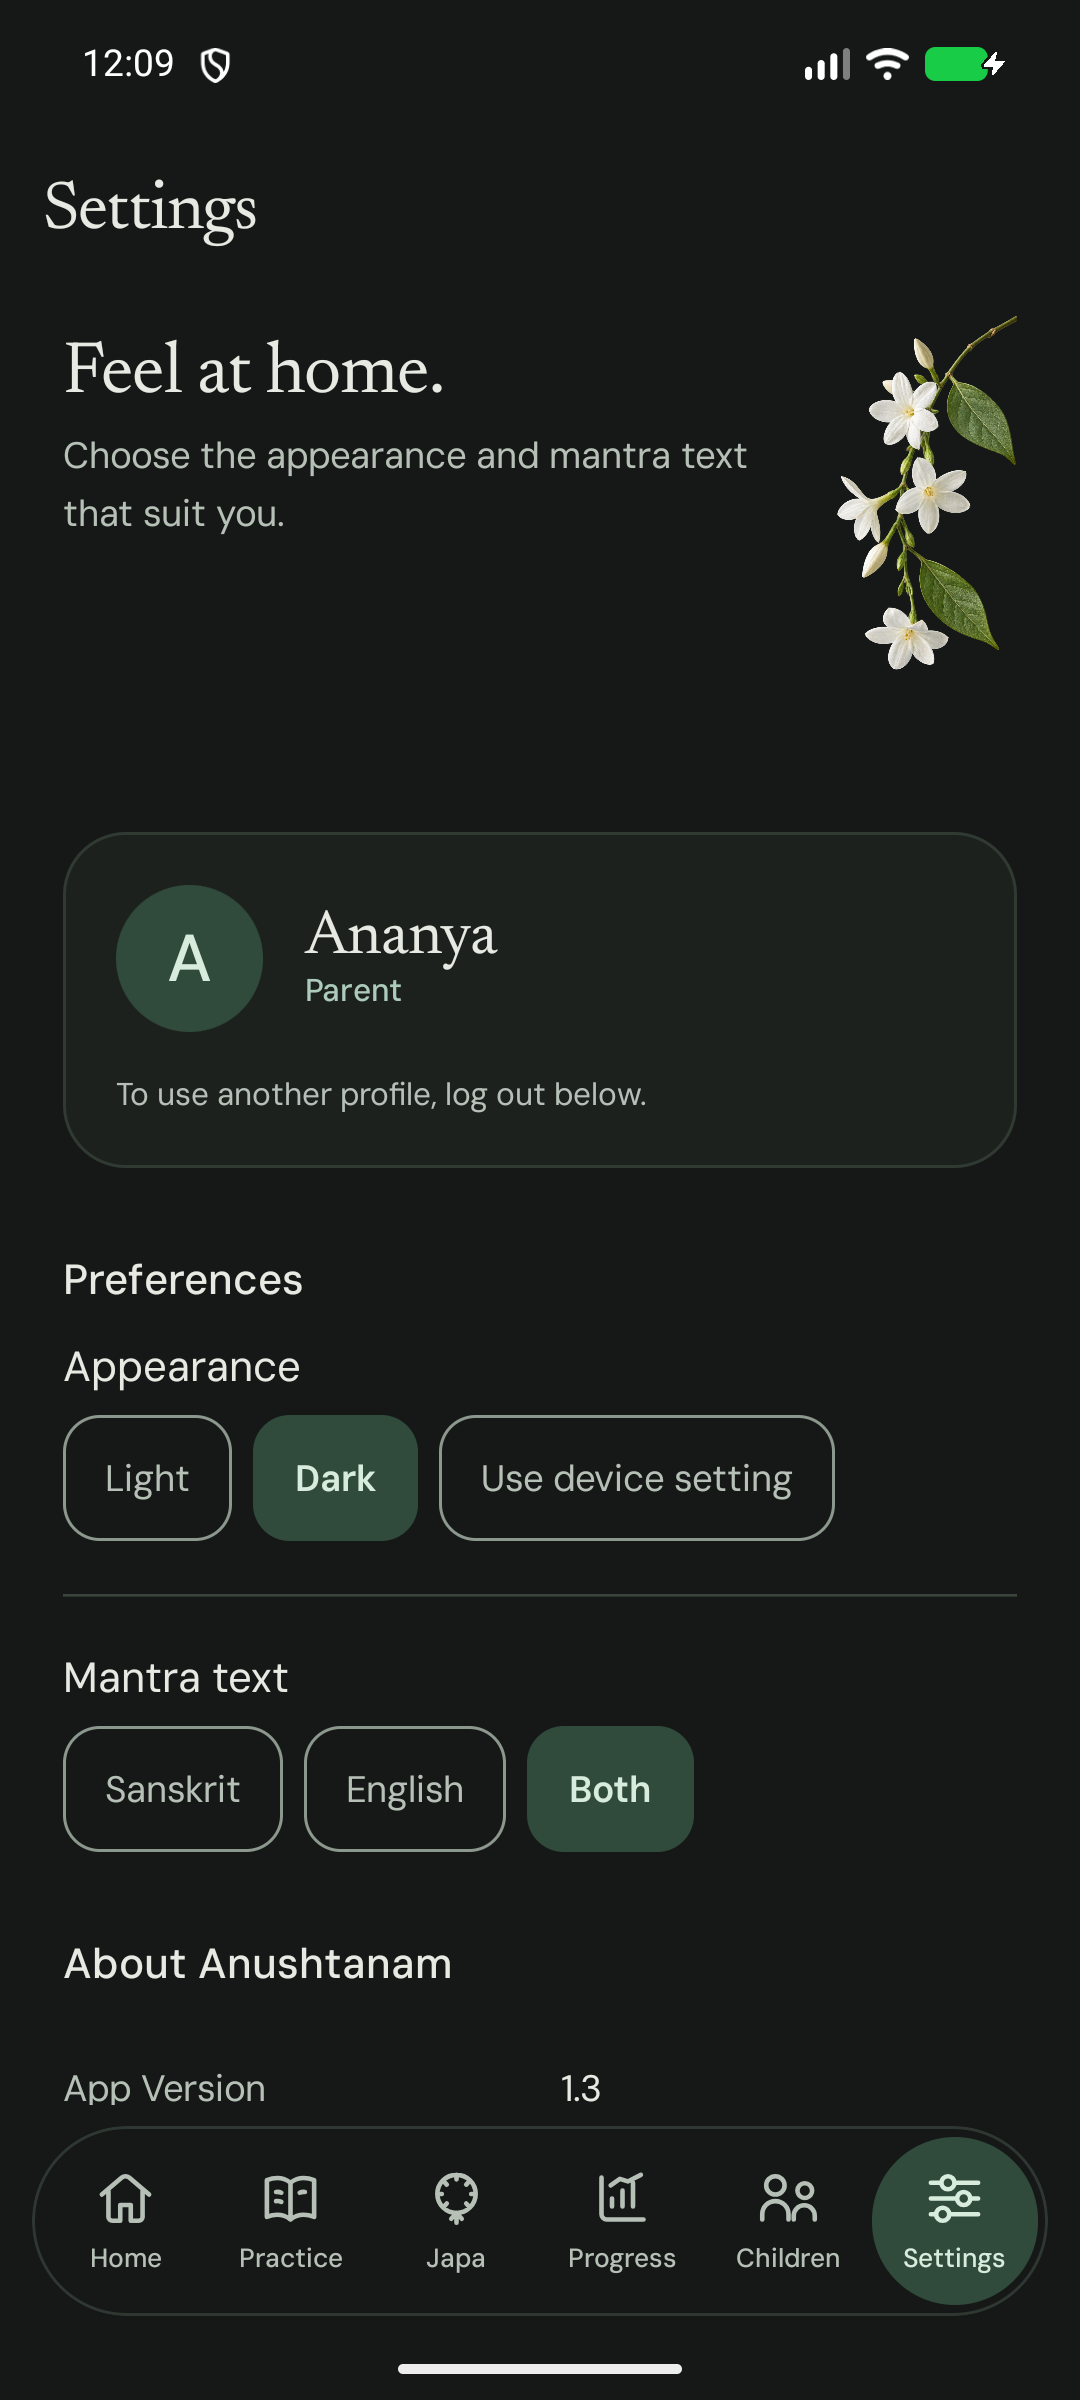 12:09
Settings
Feel at home.
Choose the appearance and mantra text
that suit you.
A
Ananya
Parent
To use another profile, log out below.
Preferences
Appearance
Light
Dark
Use device setting
Mantra text
Sanskrit
English
Both
About Anushtanam
App Version 1.3
Home
Practice
Japa
Progress
Children
Settings